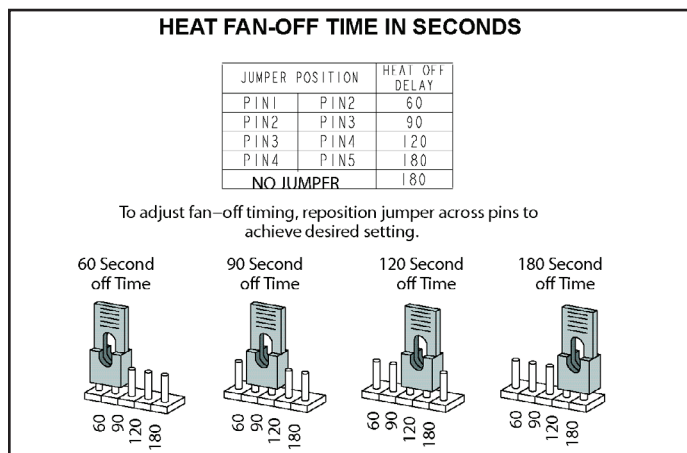 HEAT FAN-OFF TIME IN SECONDS
JUMPER POSITION HEAT OFF DELAY
PIN1 PIN2 60
PIN2 PIN3 90
PIN3 PIN4 120
PIN4 PIN5 180
NO JUMPER 180
To adjust fan–off timing, reposition jumper across pins to
achieve desired setting.
60 Second
off Time
90 Second
off Time
120 Second
off Time
180 Second
off Time
60 90 120 180
60 90 120 180
60 90 120 180
60 90 120 180